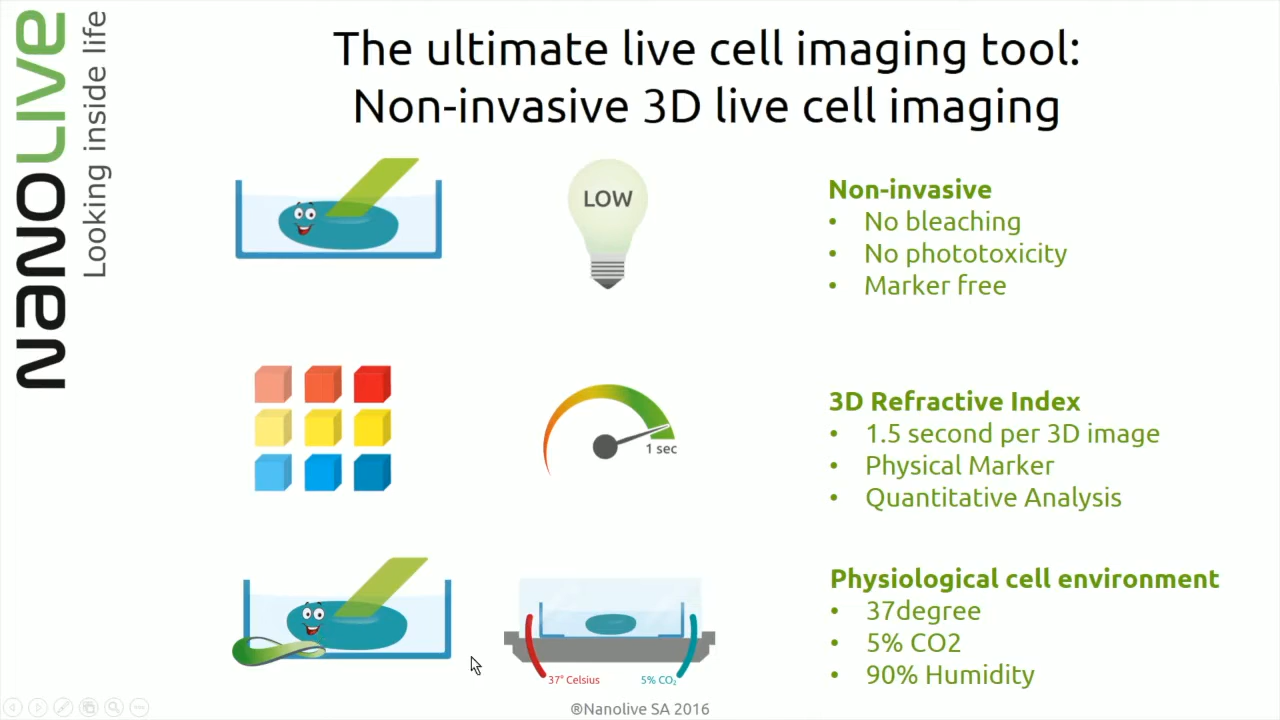 NANOLIVE
Looking inside life
The ultimate live cell imaging tool:
Non-invasive 3D live cell imaging
LOW
Non-invasive
• No bleaching
• No phototoxicity
• Marker free
1 sec
3D Refractive Index
• 1.5 second per 3D image
• Physical Marker
• Quantitative Analysis
37° Celsius
5% CO₂
Physiological cell environment
• 37degree
• 5% CO2
• 90% Humidity
®Nanolive SA 2016